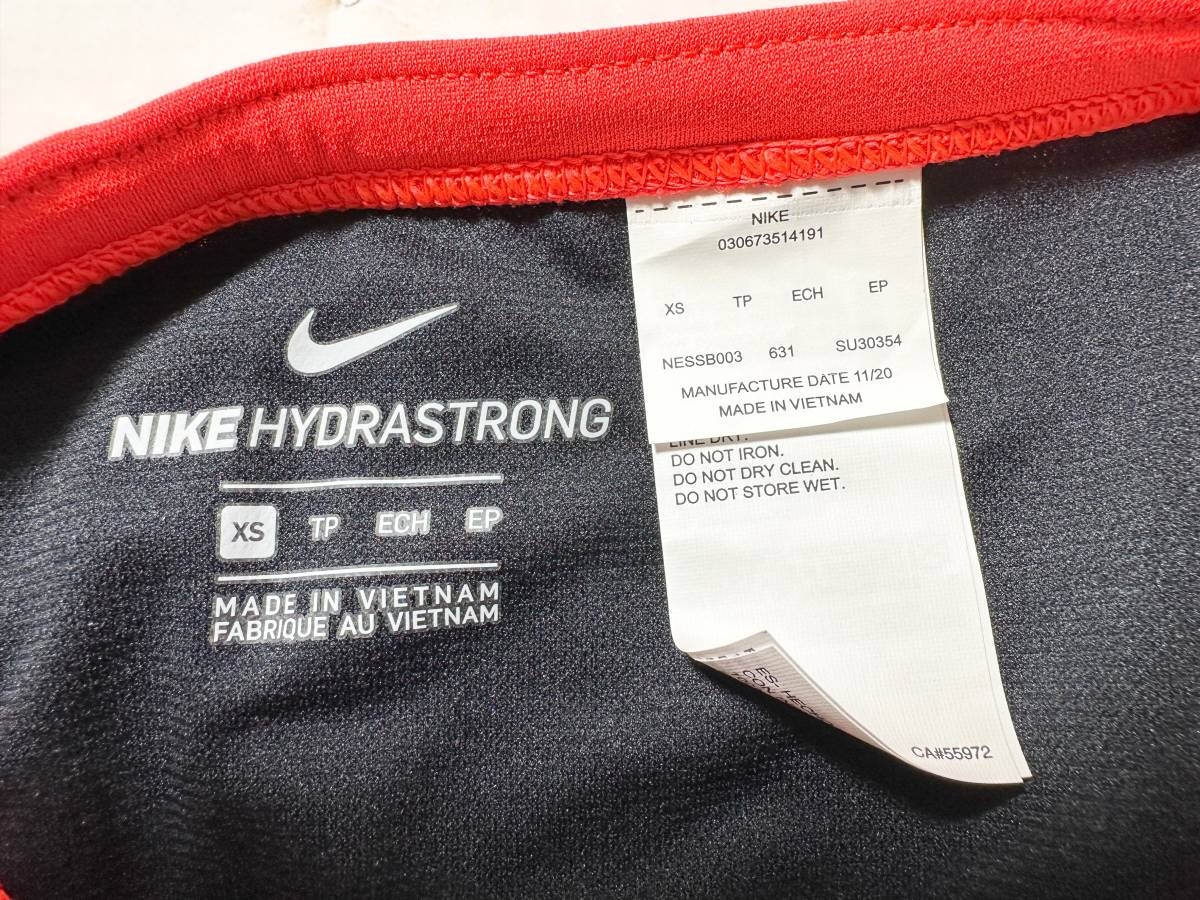 NIKE HYDRASTRONG
XS TP ECH EP
MADE IN VIETNAM
FABRIQUE AU VIETNAM
NIKE
030673514191
XS TP ECH EP
NESSB003 631 SU30354
MANUFACTURE DATE 11/20
MADE IN VIETNAM
LINE DRY.
DO NOT IRON.
DO NOT DRY CLEAN.
DO NOT STORE WET.
ES-
CA#55972